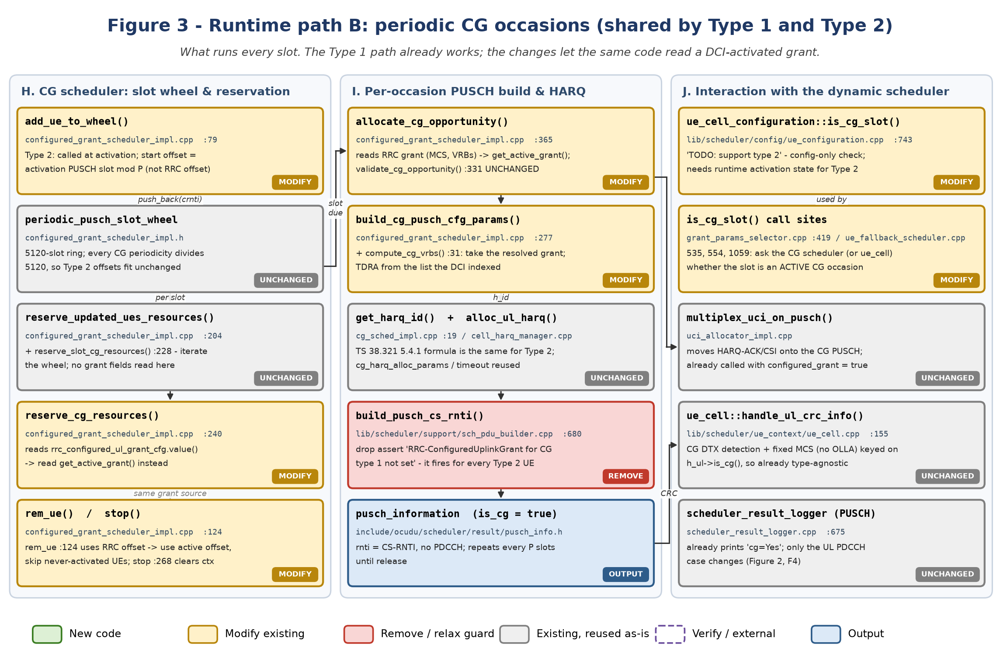 Figure 3 - Runtime path B: periodic CG occasions (shared by Type 1 and Type 2)
What runs every slot. The Type 1 path already works; the changes let the same code read a DCI-activated grant.
H. CG scheduler: slot wheel & reservation
add_ue_to_wheel()
configured_grant_scheduler_impl.cpp :79
Type 2: called at activation; start offset =
activation PUSCH slot mod P (not RRC offset)
MODIFY
push_back(crnti)
periodic_pusch_slot_wheel
configured_grant_scheduler_impl.h
5120-slot ring; every CG periodicity divides
5120, so Type 2 offsets fit unchanged
UNCHANGED
per slot
reserve_updated_ues_resources()
configured_grant_scheduler_impl.cpp :204
+ reserve_slot_cg_resources() :228 - iterate
the wheel; no grant fields read here
UNCHANGED
reserve_cg_resources()
configured_grant_scheduler_impl.cpp :240
reads rrc_configured_ul_grant_cfg.value()
-> read get_active_grant() instead
MODIFY
same grant source
rem_ue() / stop()
configured_grant_scheduler_impl.cpp :124
rem_ue :124 uses RRC offset -> use active offset,
skip never-activated UEs; stop :268 clears ctx
MODIFY
slot
due
I. Per-occasion PUSCH build & HARQ
allocate_cg_opportunity()
configured_grant_scheduler_impl.cpp :365
reads RRC grant (MCS, VRBs) -> get_active_grant();
validate_cg_opportunity() :331 UNCHANGED
MODIFY
build_cg_pusch_cfg_params()
configured_grant_scheduler_impl.cpp :277
+ compute_cg_vrbs() :31: take the resolved grant;
TDRA from the list the DCI indexed
MODIFY
h_id
get_harq_id() + alloc_ul_harq()
cg_sched_impl.cpp :19 / cell_harq_manager.cpp
TS 38.321 5.4.1 formula is the same for Type 2;
cg_harq_alloc_params / timeout reused
UNCHANGED
build_pusch_cs_rnti()
lib/scheduler/support/sch_pdu_builder.cpp :680
drop assert 'RRC-ConfiguredUplinkGrant for CG
type 1 not set' - it fires for every Type 2 UE
REMOVE
pusch_information (is_cg = true)
include/ocudu/scheduler/result/pusch_info.h
rnti = CS-RNTI, no PDCCH; repeats every P slots
until release
OUTPUT
CRC
J. Interaction with the dynamic scheduler
ue_cell_configuration::is_cg_slot()
lib/scheduler/config/ue_configuration.cpp :743
'TODO: support type 2' - config-only check;
needs runtime activation state for Type 2
MODIFY
used by
is_cg_slot() call sites
grant_params_selector.cpp :419 / ue_fallback_scheduler.cpp
535, 554, 1059: ask the CG scheduler (or ue_cell)
whether the slot is an ACTIVE CG occasion
MODIFY
multiplex_uci_on_pusch()
uci_allocator_impl.cpp
moves HARQ-ACK/CSI onto the CG PUSCH;
already called with configured_grant = true
UNCHANGED
ue_cell::handle_ul_crc_info()
lib/scheduler/ue_context/ue_cell.cpp :155
CG DTX detection + fixed MCS (no OLLA) keyed on
h_ul->is_cg(), so already type-agnostic
UNCHANGED
scheduler_result_logger (PUSCH)
scheduler_result_logger.cpp :675
already prints 'cg=Yes'; only the UL PDCCH
case changes (Figure 2, F4)
UNCHANGED
New code
Modify existing
Remove / relax guard
Existing, reused as-is
Verify / external
Output